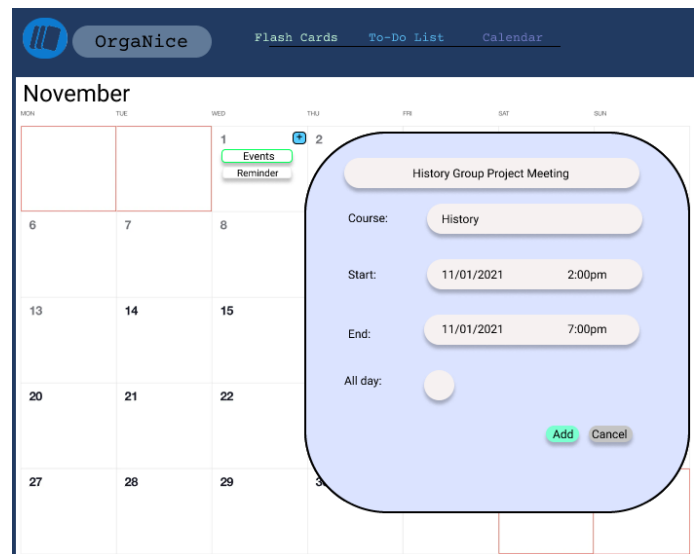 OrgaNice
Flash Cards To-Do List Calendar
November
MON TUE WED THU FRI SAT SUN
1 + 2
Events
Reminder
History Group Project Meeting
Course: History
Start: 11/01/2021 2:00pm
End: 11/01/2021 7:00pm
All day:
Add Cancel
6 7 8
13 14 15
20 21 22
27 28 29